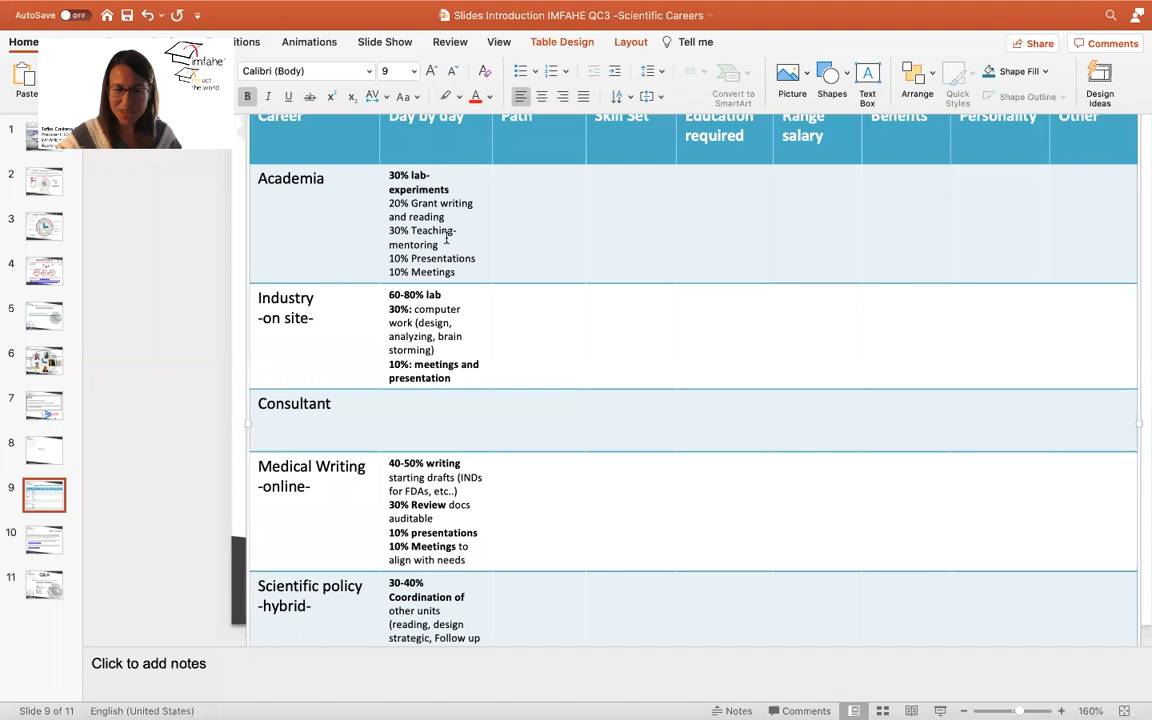 AutoSave OFF
Slides Introduction IMFAHE QC3 -Scientific Careers
Home
Animations
Slide Show
Review
View
Table Design
Layout
Tell me
Share
Comments
imfahe
the world
Paste
Calibri (Body)
9
Convert to
SmartArt
Picture
Shapes
Text
Box
Arrange
Quick
Styles
Shape Fill
Shape Outline
Design
Ideas
1
2
3
4
5
6
7
8
9
10
11
Career
Day by day
Path
Skill Set
Education
required
Range
salary
Benefits
Personality
Other
Academia
30% lab-
experiments
20% Grant writing
and reading
30% Teaching-
mentoring
10% Presentations
10% Meetings
Industry
-on site-
60-80% lab
30%: computer
work (design,
analyzing, brain
storming)
10%: meetings and
presentation
Consultant
Medical Writing
-online-
40-50% writing
starting drafts (INDs
for FDAs, etc..)
30% Review docs
auditable
10% presentations
10% Meetings to
align with needs
Scientific policy
-hybrid-
30-40%
Coordination of
other units
(reading, design
strategic, Follow up
Click to add notes
Slide 9 of 11
English (United States)
Notes
Comments
160%